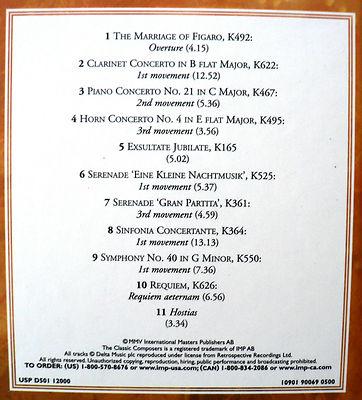 1 The Marriage of Figaro, K492:
Overture (4.15)
2 Clarinet Concerto in B flat Major, K622:
1st movement (12.52)
3 Piano Concerto No. 21 in C Major, K467:
2nd movement (5.36)
4 Horn Concerto No. 4 in E flat Major, K495:
3rd movement (3.56)
5 Exsultate Jubilate, K165
(5.02)
6 Serenade ‘Eine Kleine Nachtmusik’, K525:
1st movement (5.37)
7 Serenade ‘Gran Partita’, K361:
3rd movement (4.59)
8 Sinfonia Concertante, K364:
1st movement (13.13)
9 Symphony No. 40 in G Minor, K550:
1st movement (7.36)
10 Requiem, K626:
Requiem aeternam (6.56)
11 Hostias
(3.34)
© MMV International Masters Publishers AB
The Classic Composers is a registered trademark of IMP AB
All tracks ℗ Delta Music plc reproduced under license from Retrospective Recordings Ltd.
All rights reserved. Unauthorized copying, reproduction, hiring, performance and broadcasting prohibited.
TO ORDER: (US) 1-800-570-8676 or www.imp-usa.com; (CAN) 1-800-834-2086 or www.imp-ca.com
USP D501 12000 10901 90069 0500